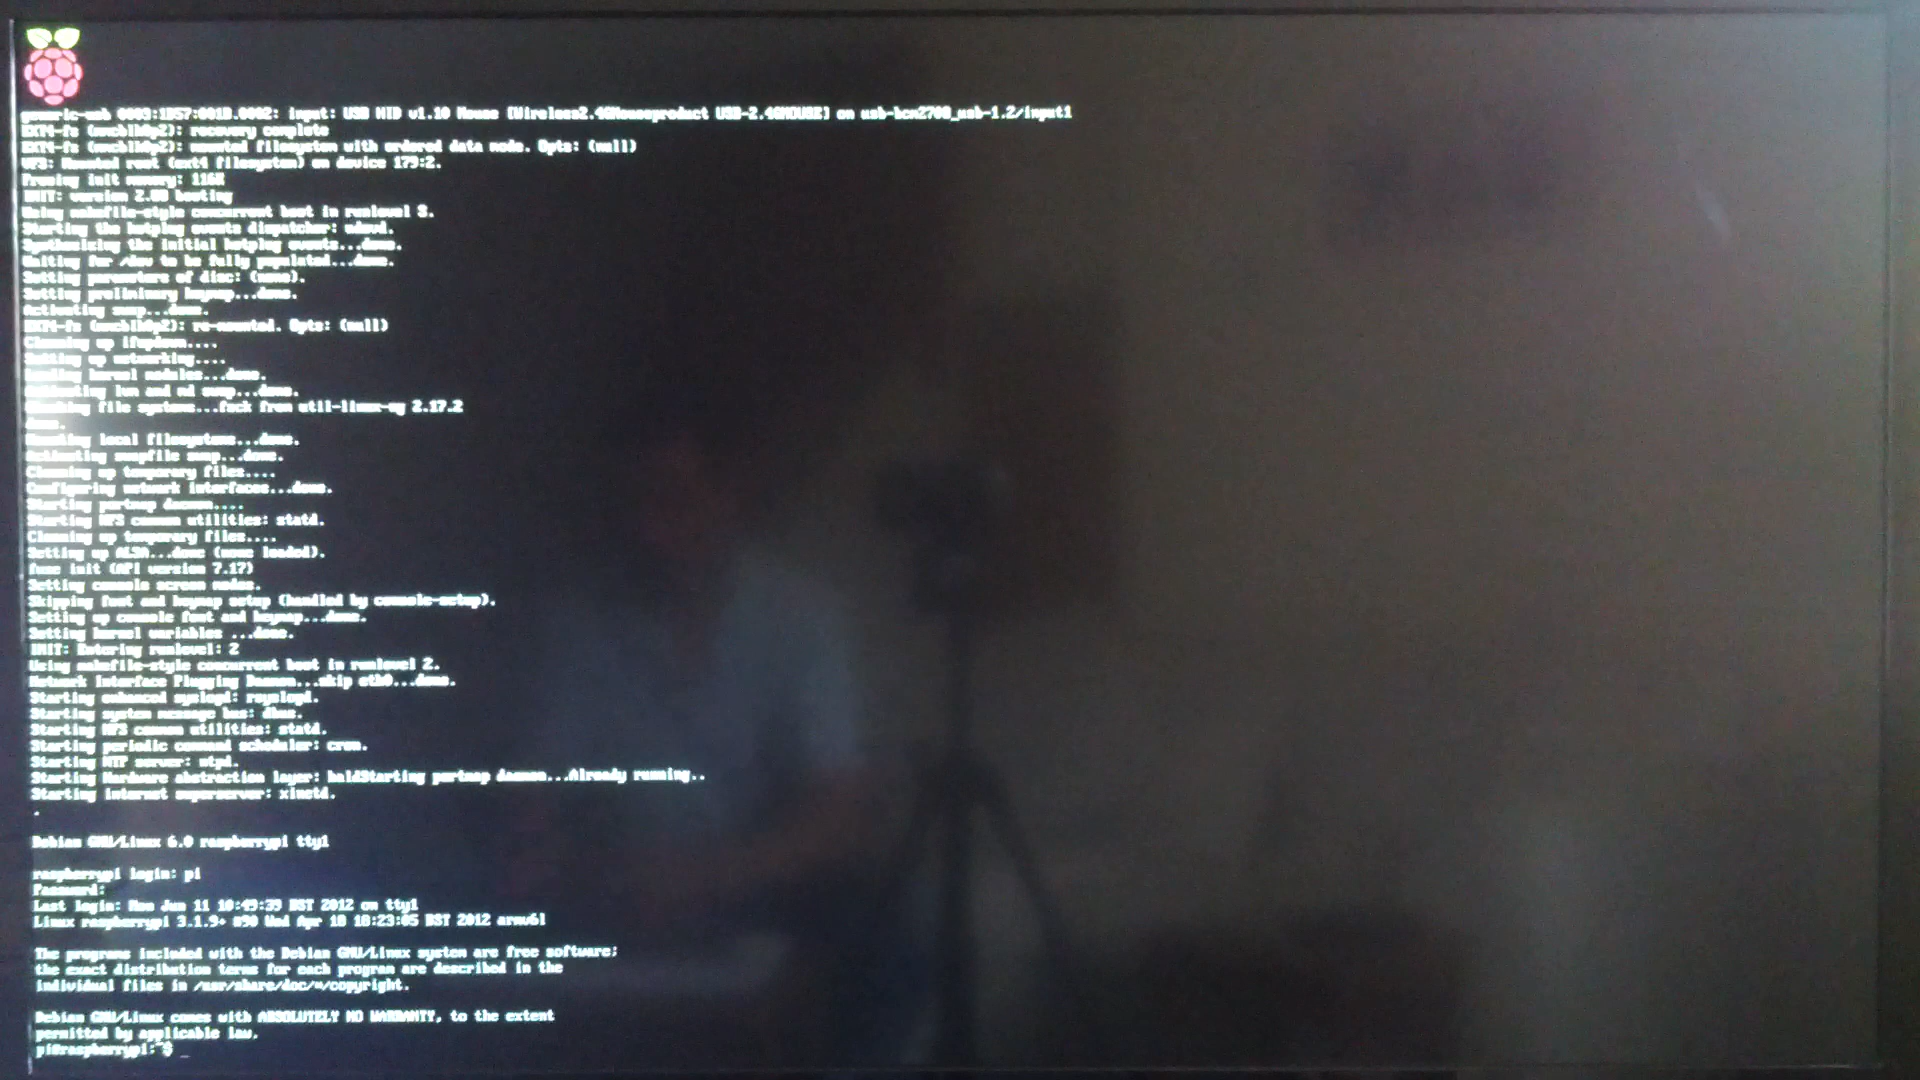 generic-usb 0003:1D57:001D.0002: input: USB HID v1.10 Mouse [Wireless2.4GMouseproduct USB-2.4GMOUSE] on usb-bcm2708_usb-1.2/input1
EXT4-fs (mmcblk0p2): recovery complete
EXT4-fs (mmcblk0p2): mounted filesystem with ordered data mode. Opts: (null)
VFS: Mounted root (ext4 filesystem) on device 179:2.
Freeing init memory: 116K
INIT: version 2.88 booting
Using makefile-style concurrent boot in runlevel S.
Starting the hotplug events dispatcher: udevd.
Synthesizing the initial hotplug events...done.
Waiting for /dev to be fully populated...done.
Setting parameters of disc: (none).
Setting preliminary keymap...done.
Activating swap...done.
EXT4-fs (mmcblk0p2): re-mounted. Opts: (null)
Cleaning up ifupdown....
Setting up networking....
Loading kernel modules...done.
Activating lvm and md swap...done.
Checking file systems...fsck from util-linux-ng 2.17.2
done.
Mounting local filesystems...done.
Activating swapfile swap...done.
Cleaning up temporary files....
Configuring network interfaces...done.
Starting portmap daemon....
Starting NFS common utilities: statd.
Cleaning up temporary files....
Setting up ALSA...done (none loaded).
fuse init (API version 7.17)
Setting console screen modes.
Skipping font and keymap setup (handled by console-setup).
Setting up console font and keymap...done.
Setting kernel variables ...done.
INIT: Entering runlevel: 2
Using makefile-style concurrent boot in runlevel 2.
Network Interface Plugging Daemon...skip eth0...done.
Starting enhanced syslogd: rsyslogd.
Starting system message bus: dbus.
Starting NFS common utilities: statd.
Starting periodic command scheduler: cron.
Starting NTP server: ntpd.
Starting Hardware abstraction layer: haldStarting portmap daemon...Already running..
Starting internet superserver: xinetd.
.
Debian GNU/Linux 6.0 raspberrypi tty1
raspberrypi login: pi
Password:
Last login: Mon Jun 11 10:49:39 BST 2012 on tty1
Linux raspberrypi 3.1.9+ #90 Wed Apr 18 18:23:05 BST 2012 armv6l
The programs included with the Debian GNU/Linux system are free software;
the exact distribution terms for each program are described in the
individual files in /usr/share/doc/*/copyright.
Debian GNU/Linux comes with ABSOLUTELY NO WARRANTY, to the extent
permitted by applicable law.
pi@raspberrypi:~$ _